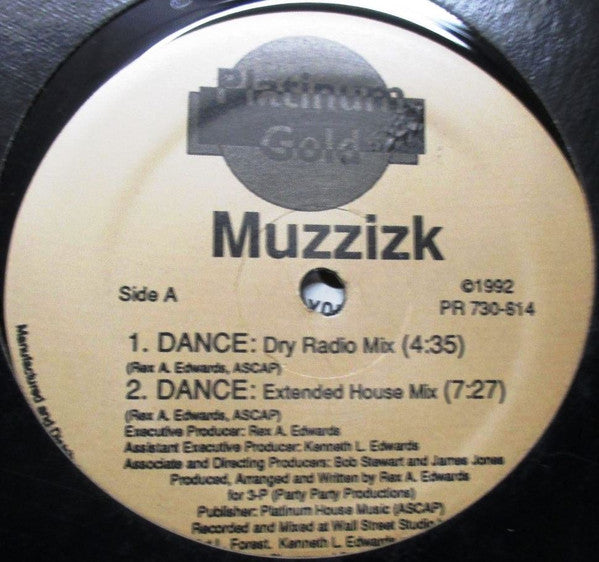 Platinum
Gold
Muzzizk
Side A
©1992
PR 730-614
1. DANCE: Dry Radio Mix (4:35)
(Rex A. Edwards, ASCAP)
2. DANCE: Extended House Mix (7:27)
(Rex A. Edwards, ASCAP)
Executive Producer: Rex A. Edwards
Assistant Executive Producer: Kenneth L. Edwards
Associate and Directing Producers: Bob Stewart and James Jones
Produced, Arranged and Written by Rex A. Edwards
for 3-P (Party Party Productions)
Publisher: Platinum House Music (ASCAP)
Recorded and Mixed at Wall Street Studio
L. Forest, Kenneth L. Edwards
Manufactured and